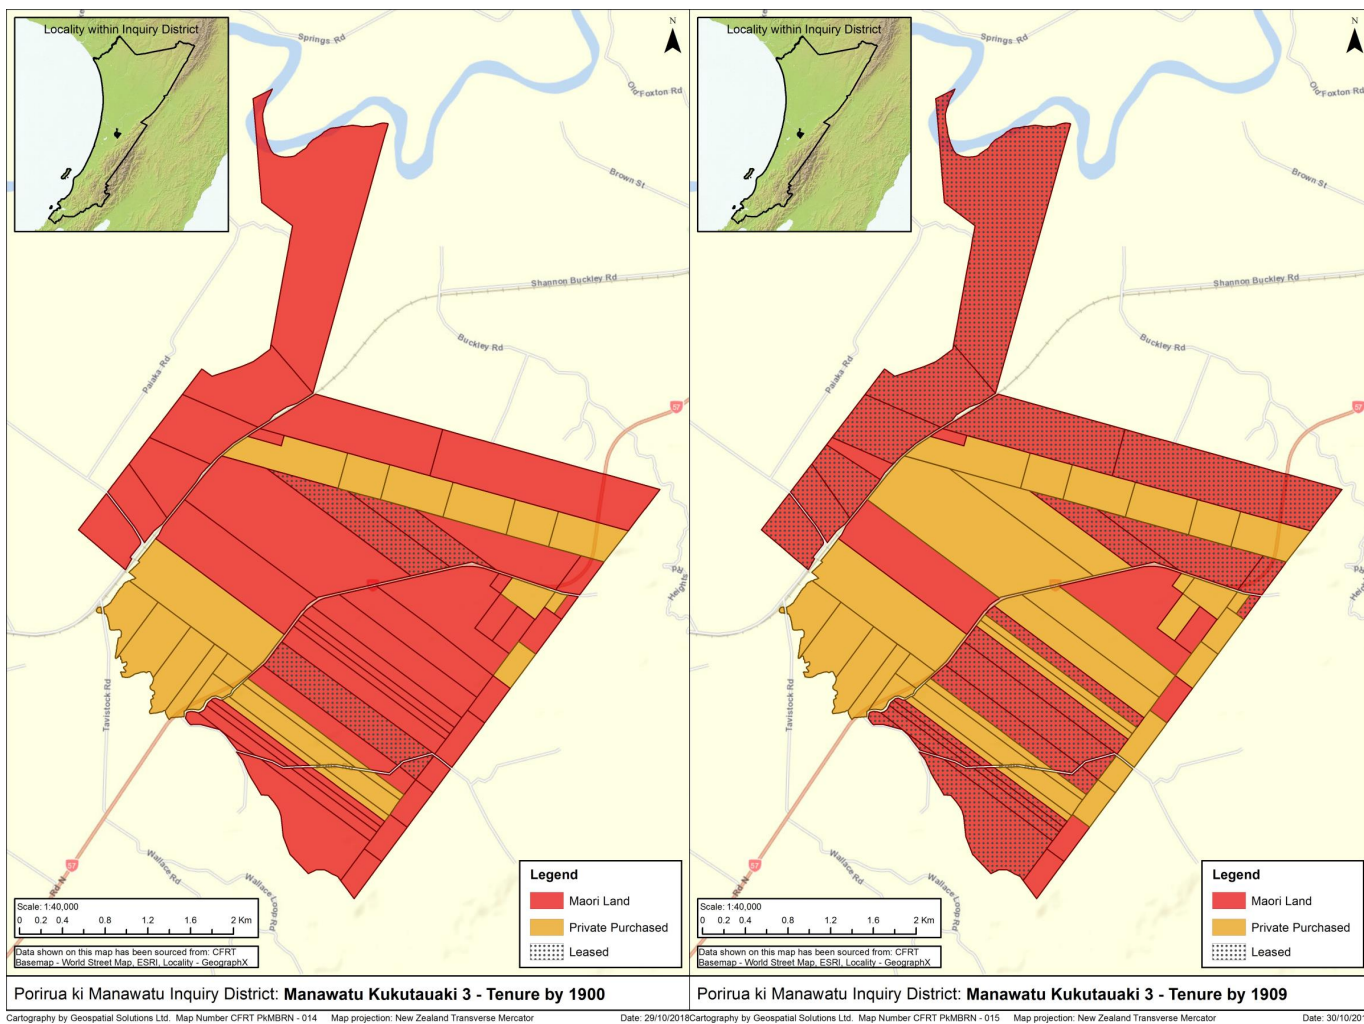 Locality within Inquiry District
Springs Rd
N
Old Foxton Rd
Brown St
Shannon Buckley Rd
Buckley Rd
Paiaka Rd
57
Heights Rd
Tavistock Rd
57
Rd N
Wallace Rd
Wallace Loop Rd
Legend
Maori Land
Private Purchased
Leased
Scale: 1:40,000
0 0.2 0.4 0.8 1.2 1.6 2 Km
Data shown on this map has been sourced from: CFRT
Basemap - World Street Map, ESRI, Locality - GeographX
Porirua ki Manawatu Inquiry District: Manawatu Kukutauaki 3 - Tenure by 1900
Cartography by Geospatial Solutions Ltd. Map Number CFRT PkMBRN - 014 Map projection: New Zealand Transverse Mercator Date: 29/10/2018
Locality within Inquiry District
Springs Rd
N
Old Foxton Rd
Brown St
Shannon Buckley Rd
Buckley Rd
Paiaka Rd
57
Tavistock Rd
57
Rd N
Wallace Rd
Wallace Loop Rd
Legend
Maori Land
Private Purchased
Leased
Scale: 1:40,000
0 0.2 0.4 0.8 1.2 1.6 2 Km
Data shown on this map has been sourced from: CFRT
Basemap - World Street Map, ESRI, Locality - GeographX
Porirua ki Manawatu Inquiry District: Manawatu Kukutauaki 3 - Tenure by 1909
Cartography by Geospatial Solutions Ltd. Map Number CFRT PkMBRN - 015 Map projection: New Zealand Transverse Mercator Date: 30/10/201